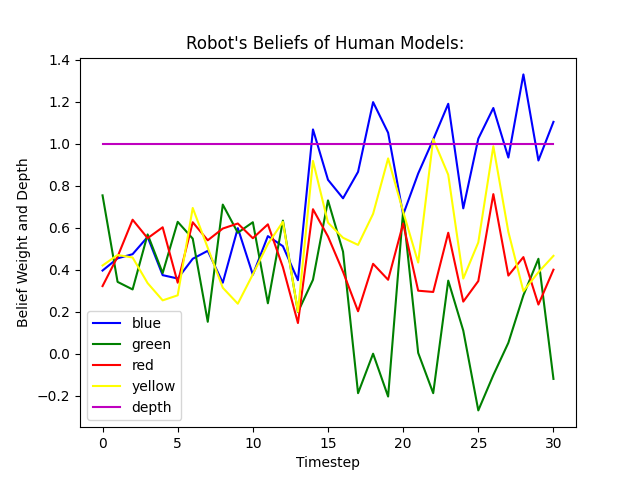 Robot's Beliefs of Human Models:
Belief Weight and Depth
1.4
1.2
1.0
0.8
0.6
0.4
0.2
0.0
−0.2
blue
green
red
yellow
depth
0 5 10 15 20 25 30
Timestep